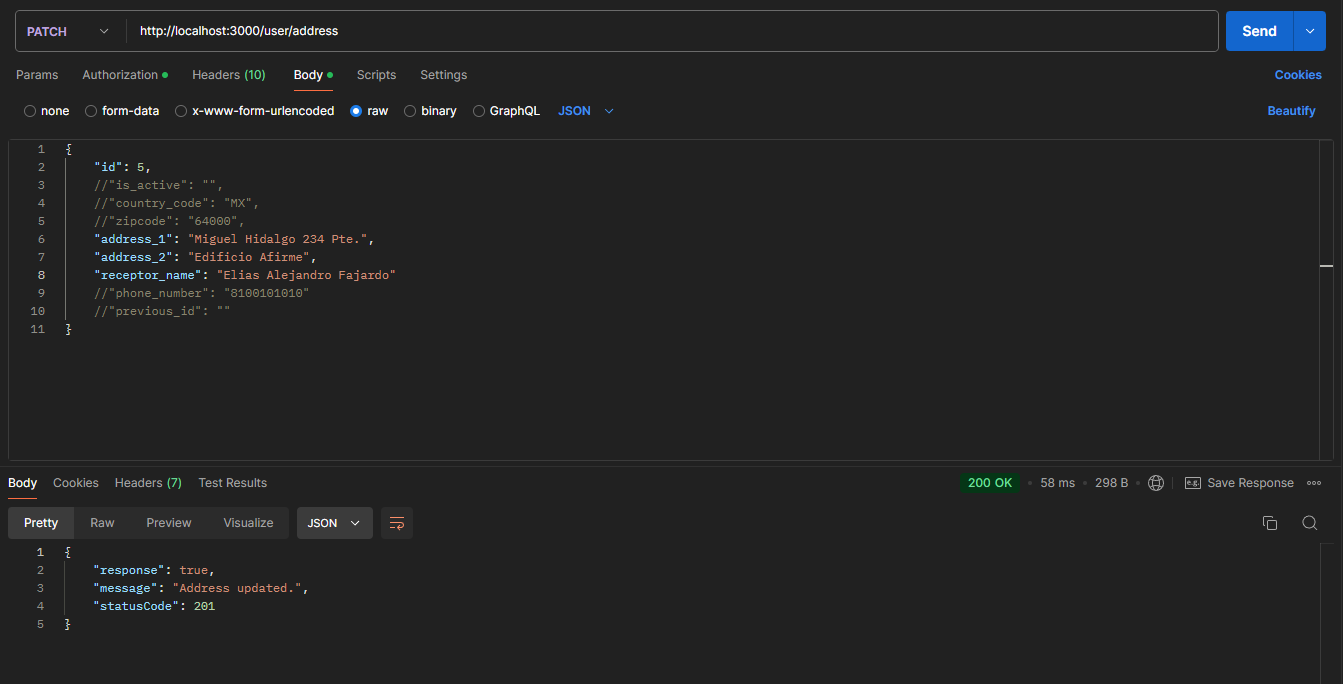 PATCH http://localhost:3000/user/address Send
Params Authorization Headers (10) Body Scripts Settings Cookies
none form-data x-www-form-urlencoded raw binary GraphQL JSON Beautify
1 {
2 "id": 5,
3 //"is_active": "",
4 //"country_code": "MX",
5 //"zipcode": "64000",
6 "address_1": "Miguel Hidalgo 234 Pte.",
7 "address_2": "Edificio Afirme",
8 "receptor_name": "Elias Alejandro Fajardo"
9 //"phone_number": "8100101010"
10 //"previous_id": ""
11 }
Body Cookies Headers (7) Test Results 200 OK • 58 ms • 298 B • e.g. Save Response
Pretty Raw Preview Visualize JSON
1 {
2 "response": true,
3 "message": "Address updated.",
4 "statusCode": 201
5 }